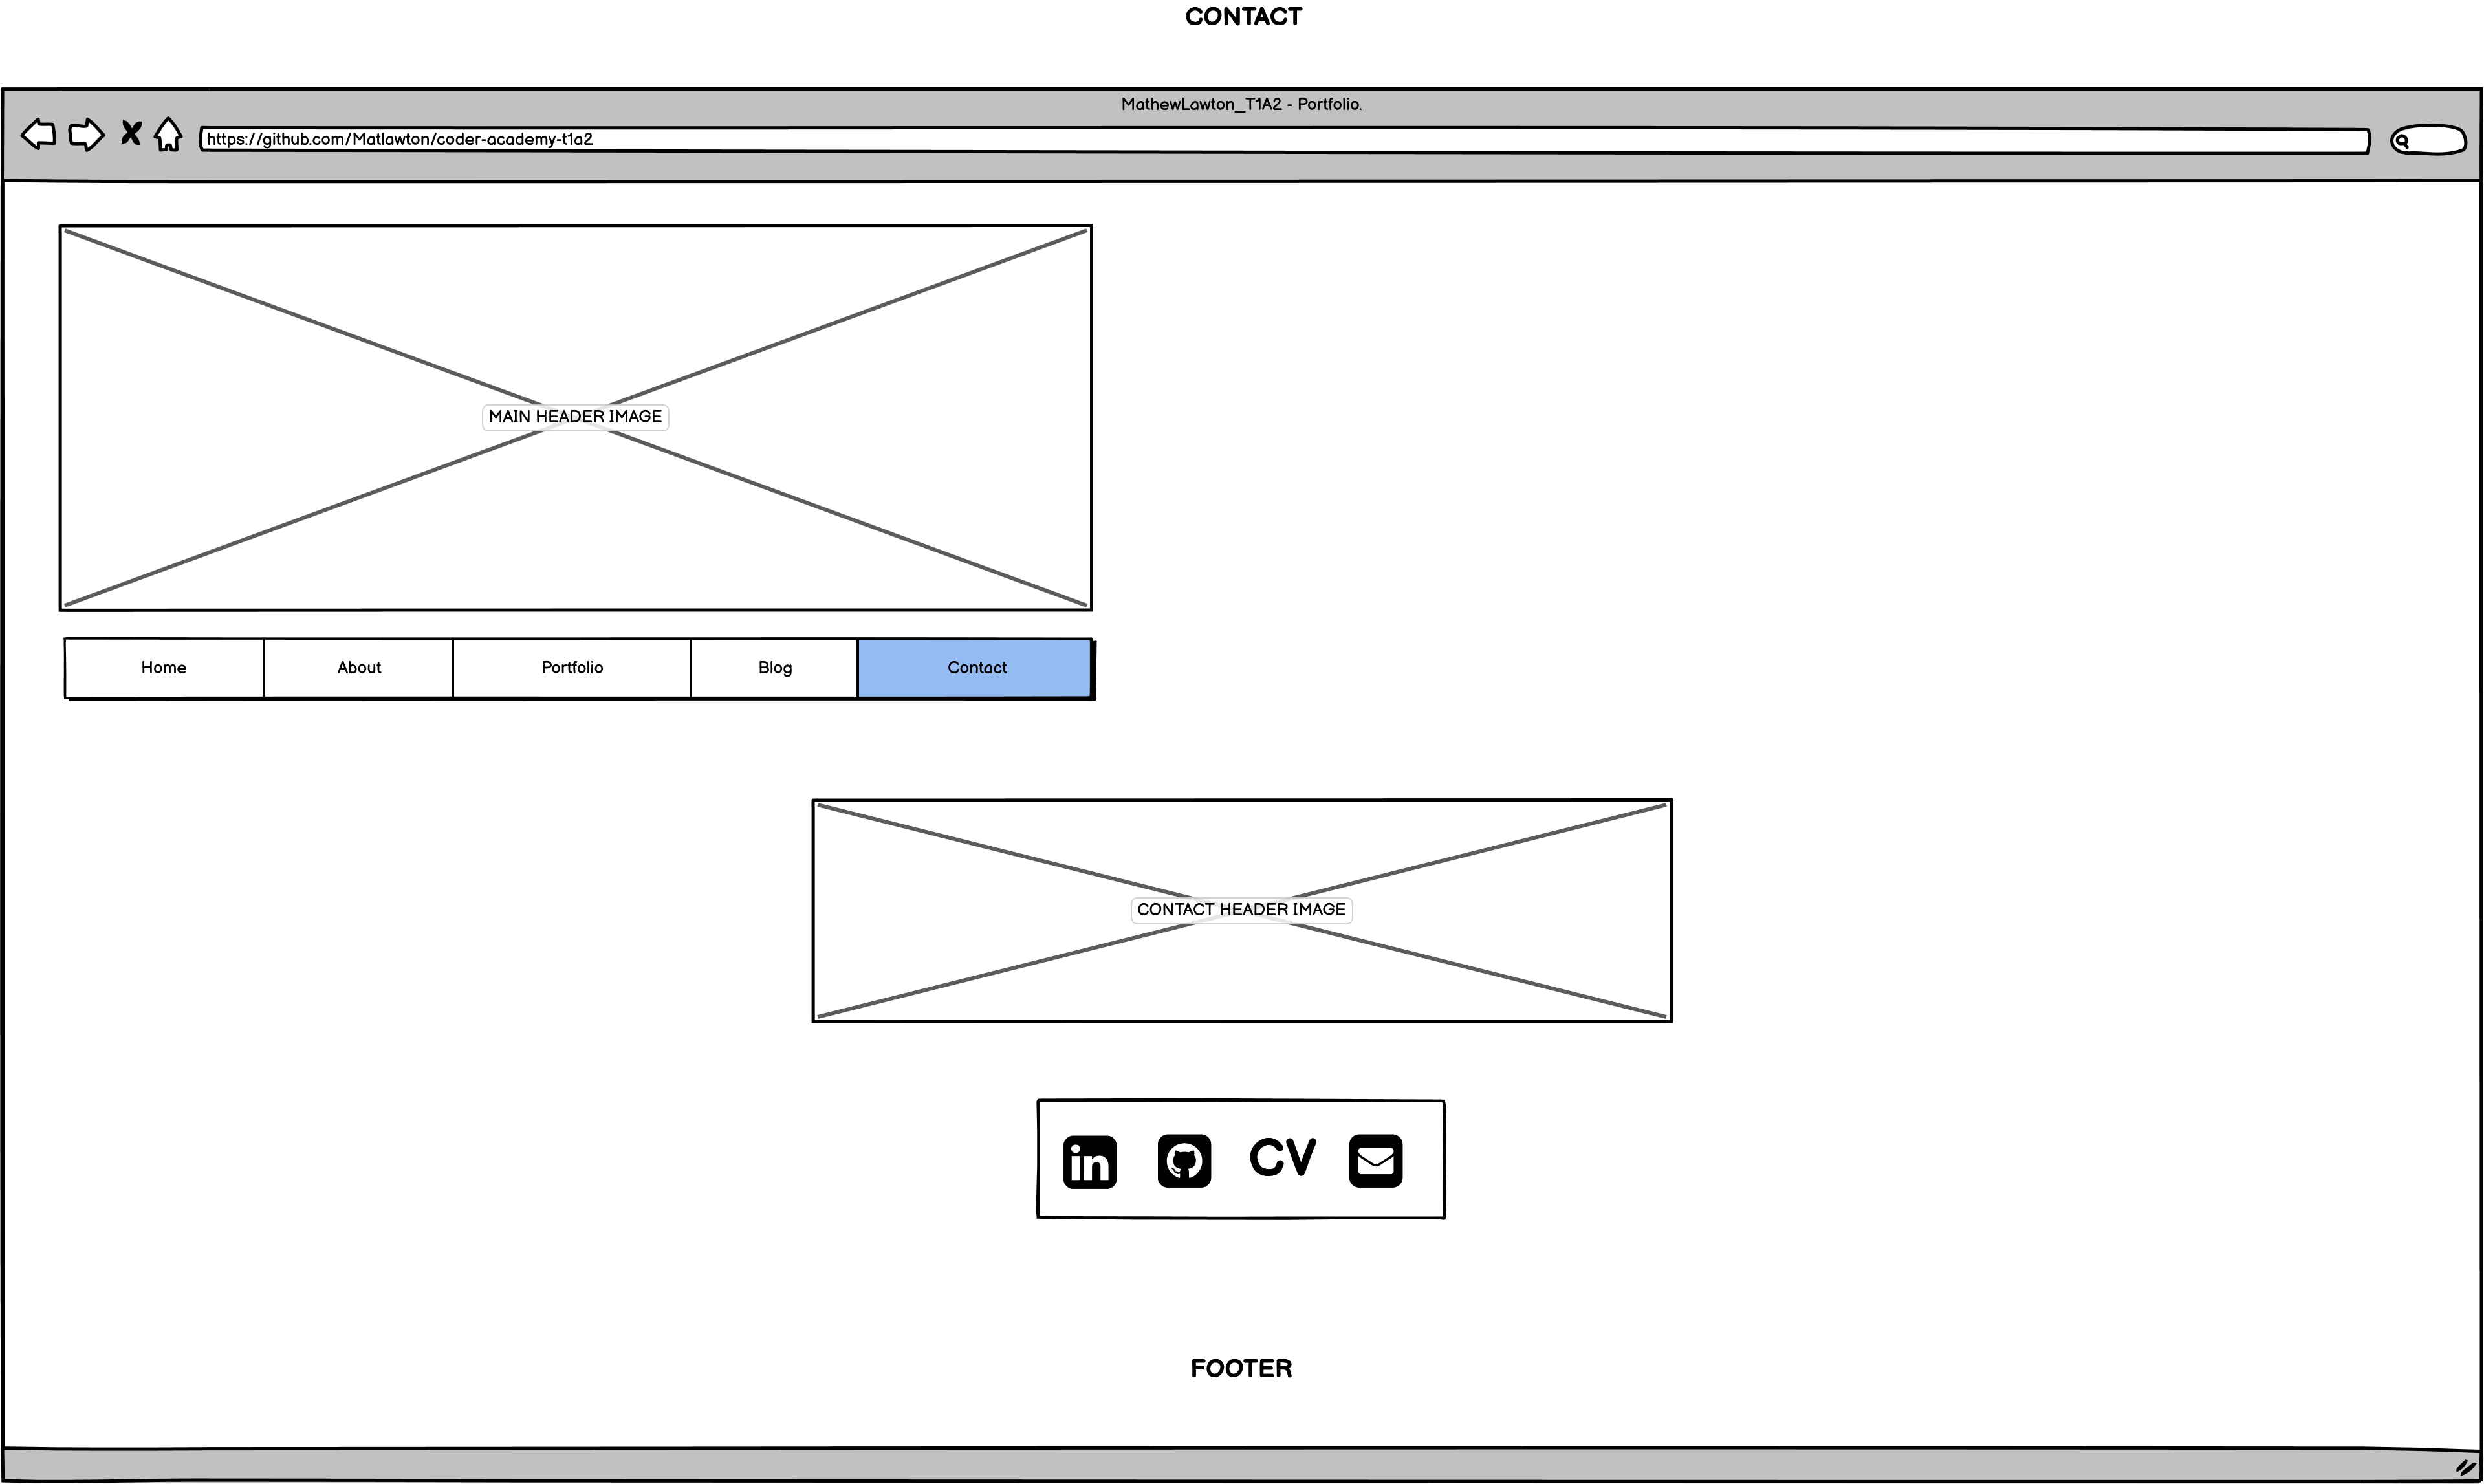 CONTACT
MathewLawton_T1A2 - Portfolio.
https://github.com/Matlawton/coder-academy-t1a2
MAIN HEADER IMAGE
Home About Portfolio Blog Contact
CONTACT HEADER IMAGE
in CV
FOOTER